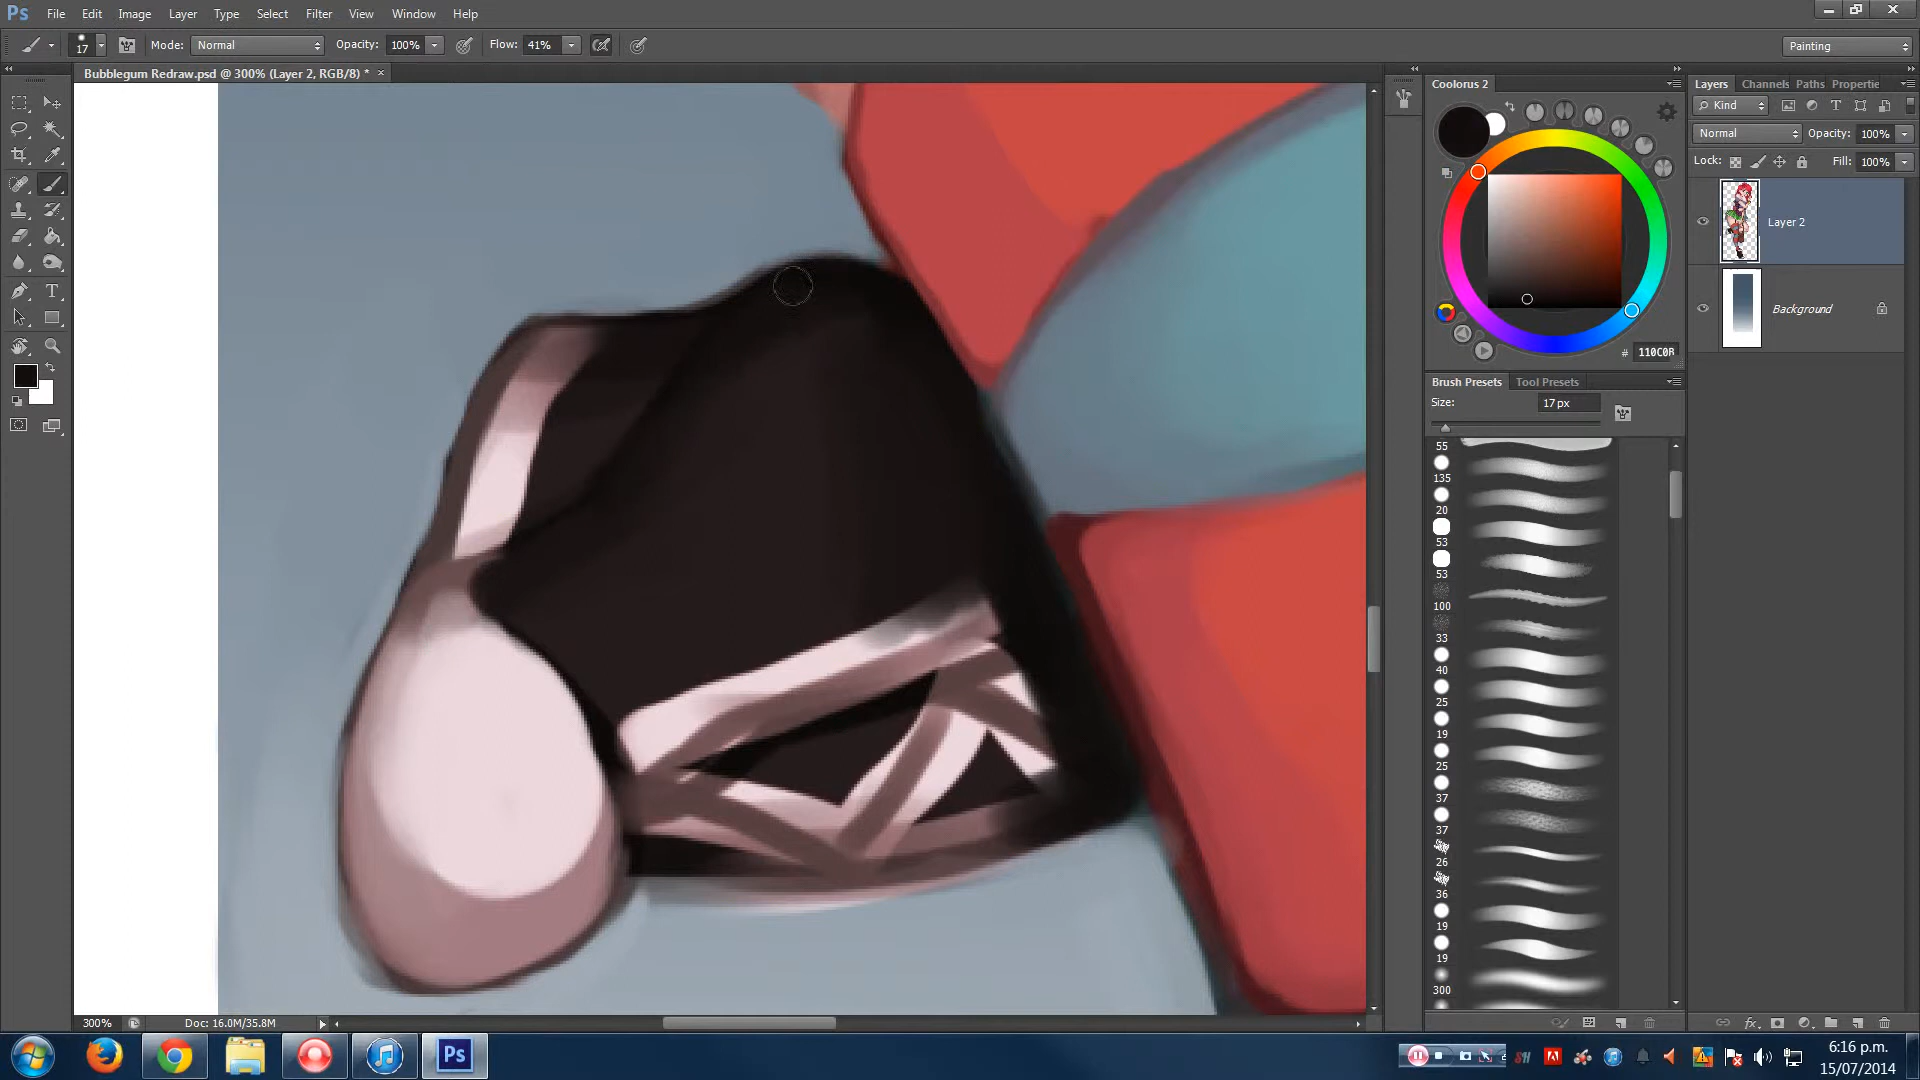 Ps File Edit Image Layer Type Select Filter View Window Help
17 Mode: Normal Opacity: 100% Flow: 41% Painting
Bubblegum Redraw.psd @ 300% (Layer 2, RGB/8) * ×
Coolorus 2
# 110C0B
Brush Presets Tool Presets
Size: 17 px
55
135
20
53
53
100
33
40
25
19
25
37
37
26
36
19
19
300
Layers Channels Paths Propertie
Kind
Normal Opacity: 100%
Lock: Fill: 100%
Layer 2
Background
300% Doc: 16.0M/35.8M
Ps
6:16 p.m.
15/07/2014